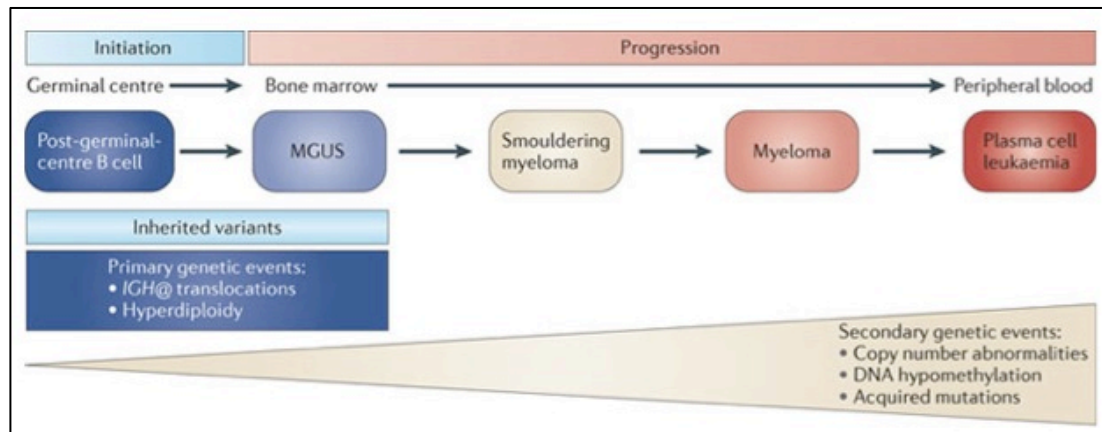 Initiation
Progression
Germinal centre
Bone marrow
Peripheral blood
Post-germinal-
centre B cell
MGUS
Smouldering
myeloma
Myeloma
Plasma cell
leukaemia
Inherited variants
Primary genetic events:
• IGH@ translocations
• Hyperdiploidy
Secondary genetic events:
• Copy number abnormalities
• DNA hypomethylation
• Acquired mutations